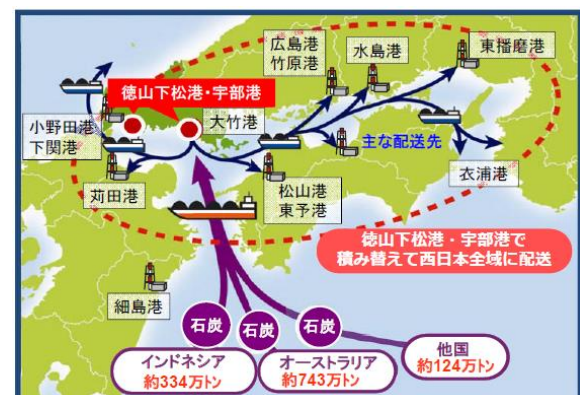 広島港
竹原港
水島港
東播磨港
徳山下松港・宇部港
小野田港
下関港
大竹港
主な配送先
衣浦港
苅田港
松山港
東予港
徳山下松港・宇部港で
積み替えて西日本全域に配送
細島港
石炭
石炭
石炭
インドネシア
約334万トン
オーストラリア
約743万トン
他国
約124万トン